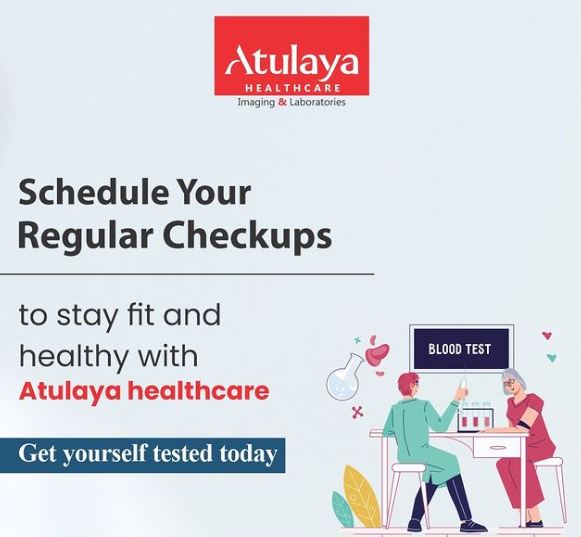 Atulaya
HEALTHCARE
Imaging & Laboratories
Schedule Your
Regular Checkups
to stay fit and
healthy with
Atulaya healthcare
Get yourself tested today
BLOOD TEST